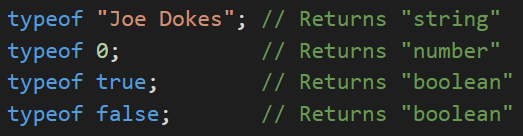 typeof "Joe Dokes"; // Returns "string"
typeof 0;           // Returns "number"
typeof true;        // Returns "boolean"
typeof false;       // Returns "boolean"